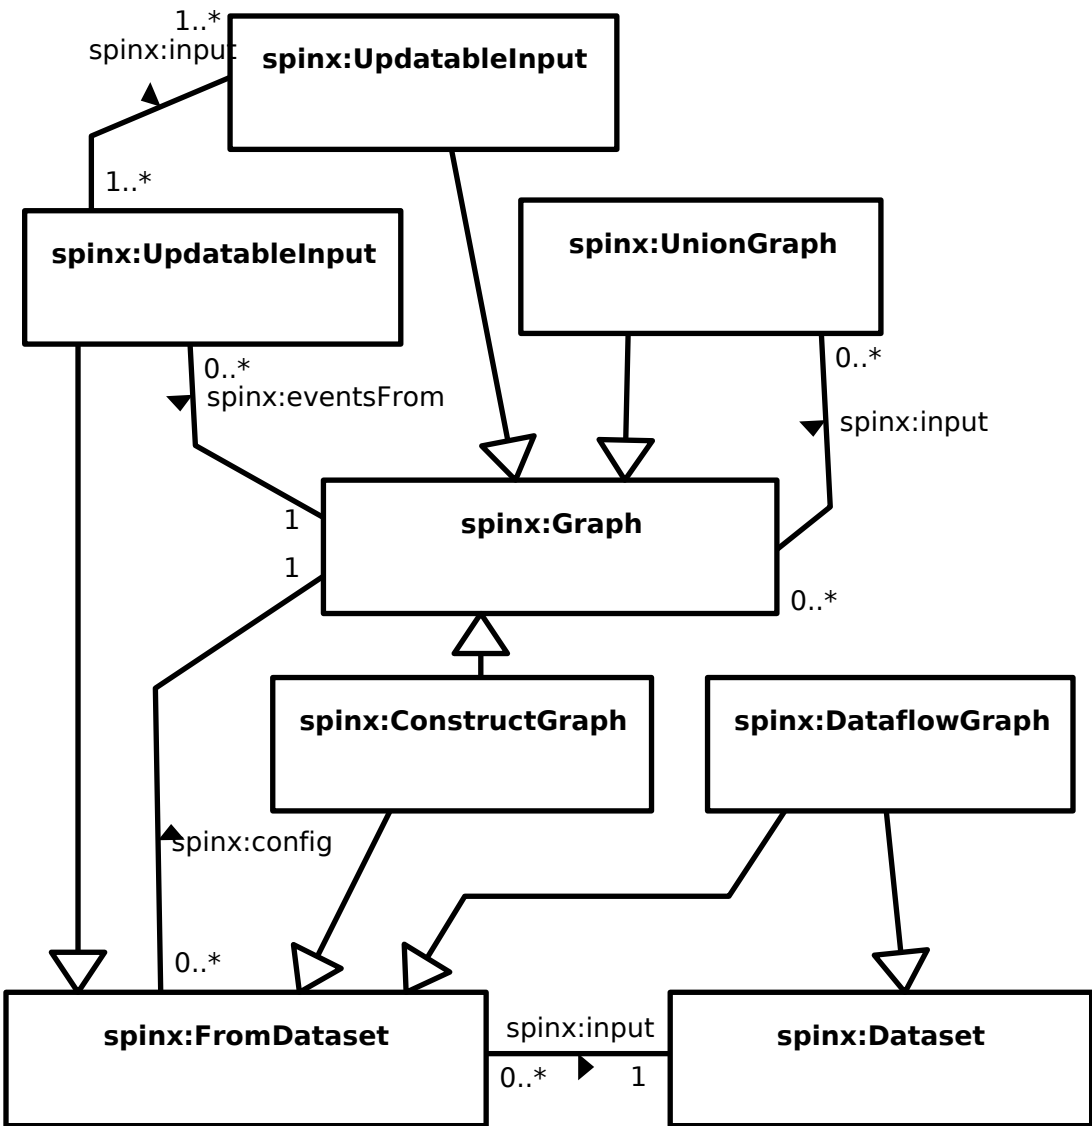 1..*
spinx:input
spinx:UpdatableInput
1..*
spinx:UpdatableInput
spinx:UnionGraph
0..*
spinx:eventsFrom
0..*
spinx:input
1
spinx:Graph
1
0..*
spinx:ConstructGraph
spinx:DataflowGraph
spinx:config
0..*
spinx:FromDataset
spinx:input
0..*
1
spinx:Dataset